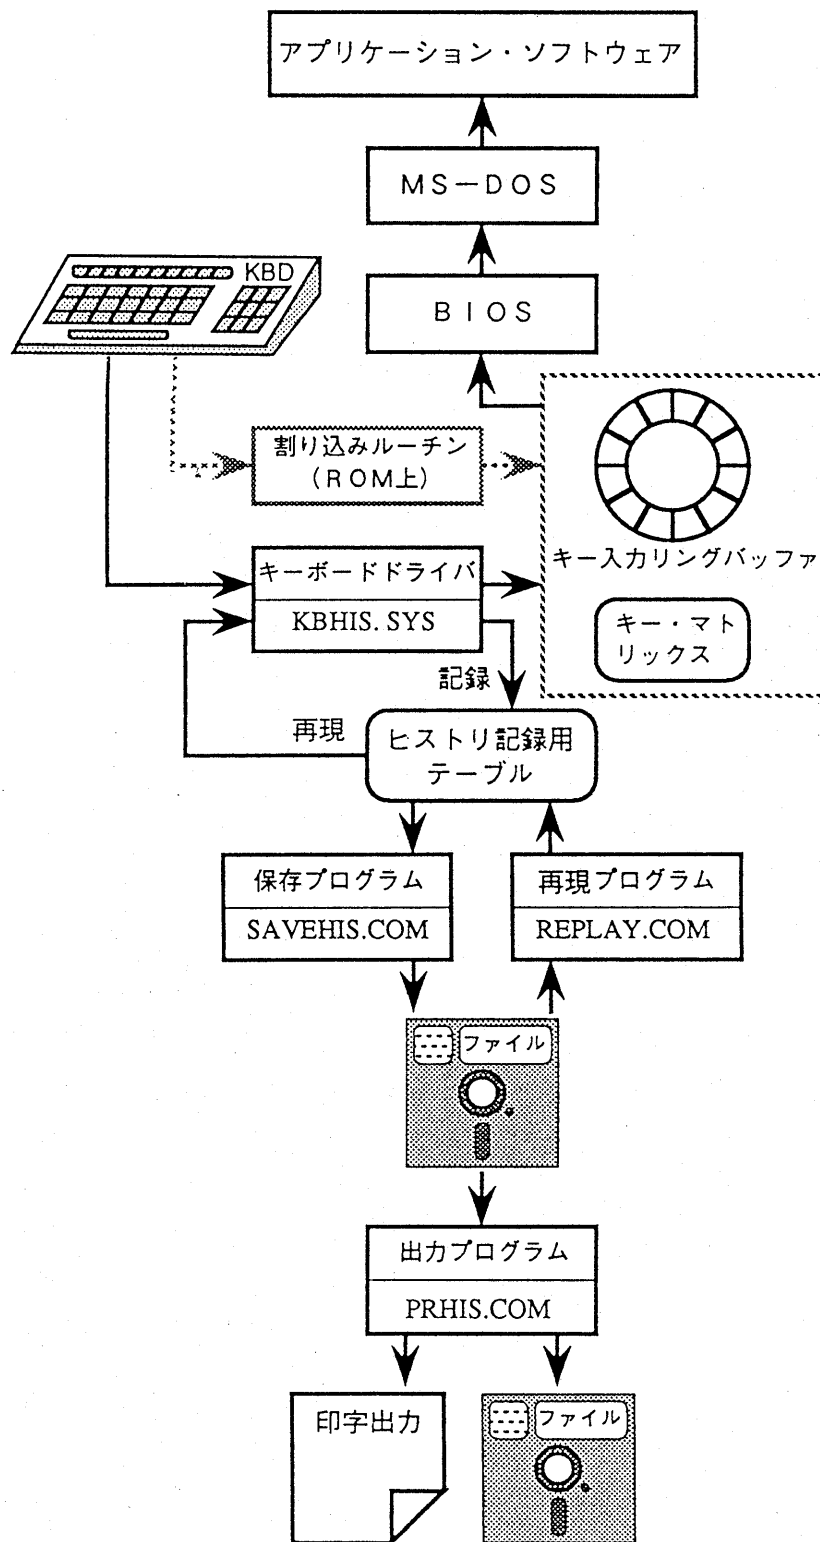 アプリケーション・ソフトウェア
ＭＳ－ＤＯＳ
KBD
ＢＩＯＳ
割り込みルーチン
（ＲＯＭ上）
キー入力リングバッファ
キーボードドライバ
KBHIS. SYS
キー・マト
リックス
記録
再現
ヒストリ記録用
テーブル
保存プログラム
SAVEHIS.COM
再現プログラム
REPLAY.COM
ファイル
出力プログラム
PRHIS.COM
印字出力
ファイル